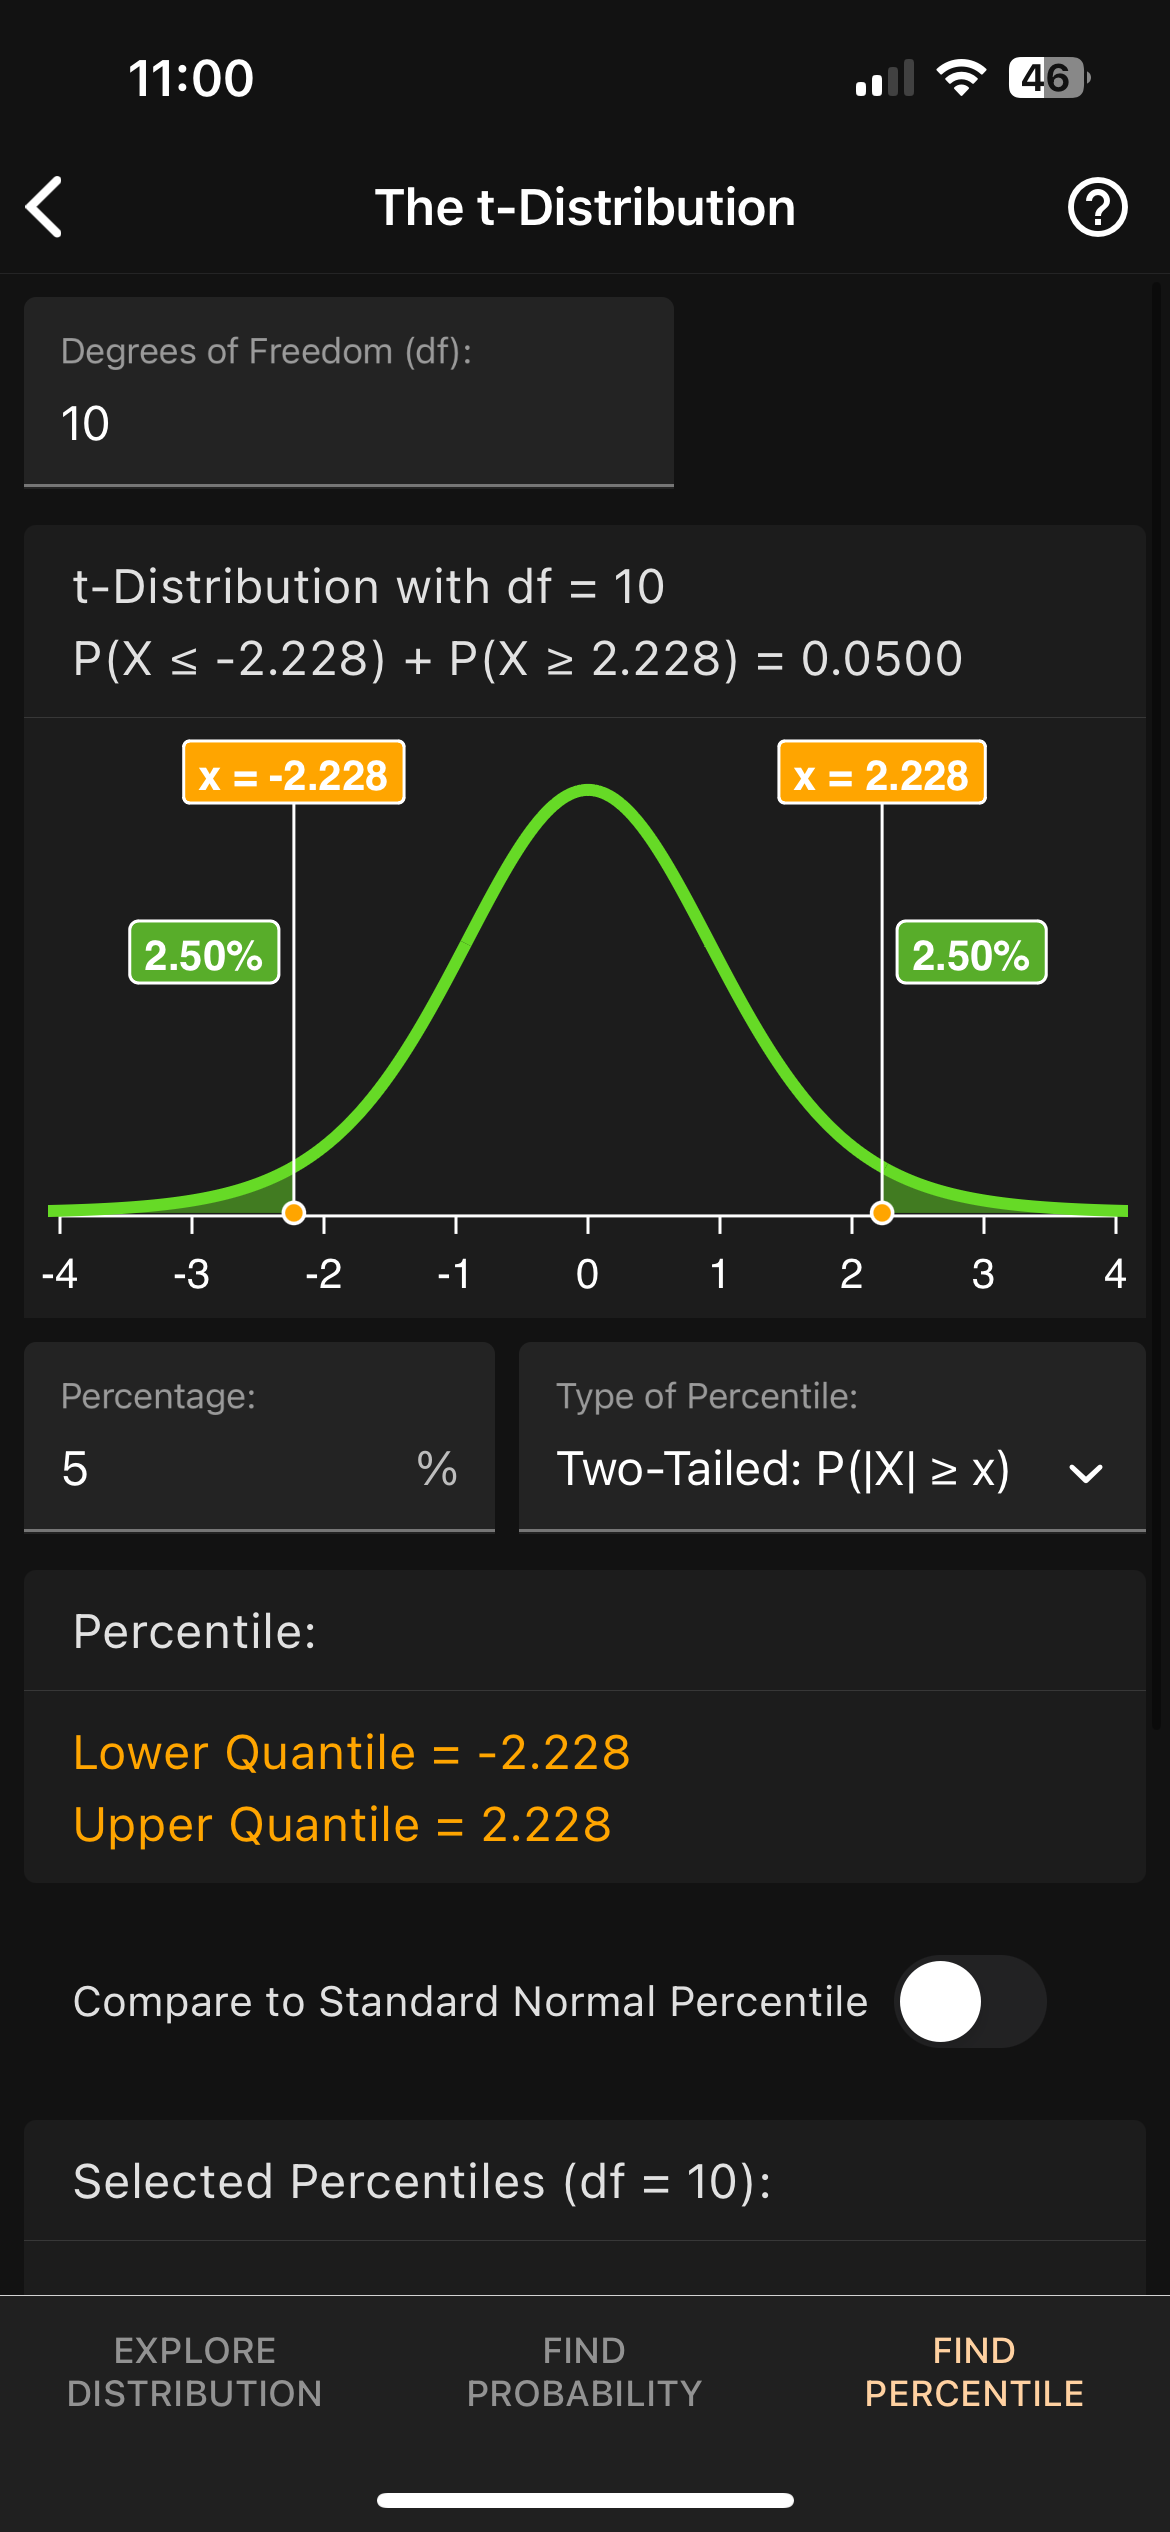 11:00
46
The t-Distribution
?
Degrees of Freedom (df):
10
t-Distribution with df = 10
P(X ≤ -2.228) + P(X ≥ 2.228) = 0.0500
x = -2.228 x = 2.228
2.50% 2.50%
-4 -3 -2 -1 0 1 2 3 4
Percentage: Type of Percentile:
5 % Two-Tailed: P(|X| ≥ x)
Percentile:
Lower Quantile = -2.228
Upper Quantile = 2.228
Compare to Standard Normal Percentile
Selected Percentiles (df = 10):
EXPLORE FIND FIND
DISTRIBUTION PROBABILITY PERCENTILE